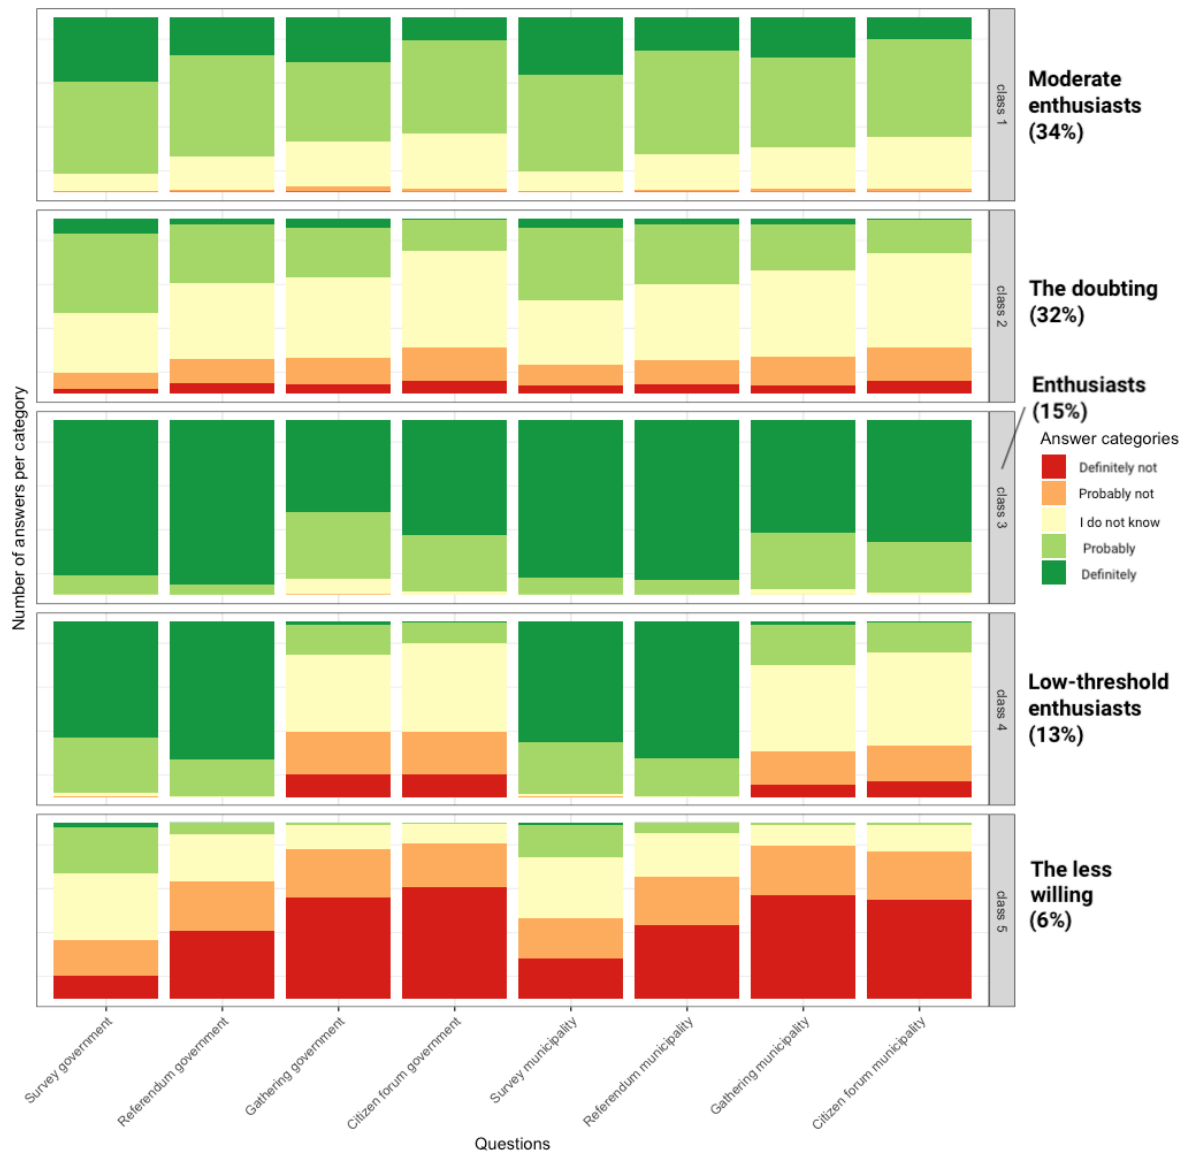 class 1
Moderate
enthusiasts
(34%)
class 2
The doubting
(32%)
Number of answers per category
class 3
Enthusiasts
(15%)
Answer categories
Definitely not
Probably not
I do not know
Probably
Definitely
class 4
Low-threshold
enthusiasts
(13%)
class 5
The less
willing
(6%)
Survey government
Referendum government
Gathering government
Citizen forum government
Survey municipality
Referendum municipality
Gathering municipality
Citizen forum municipality
Questions